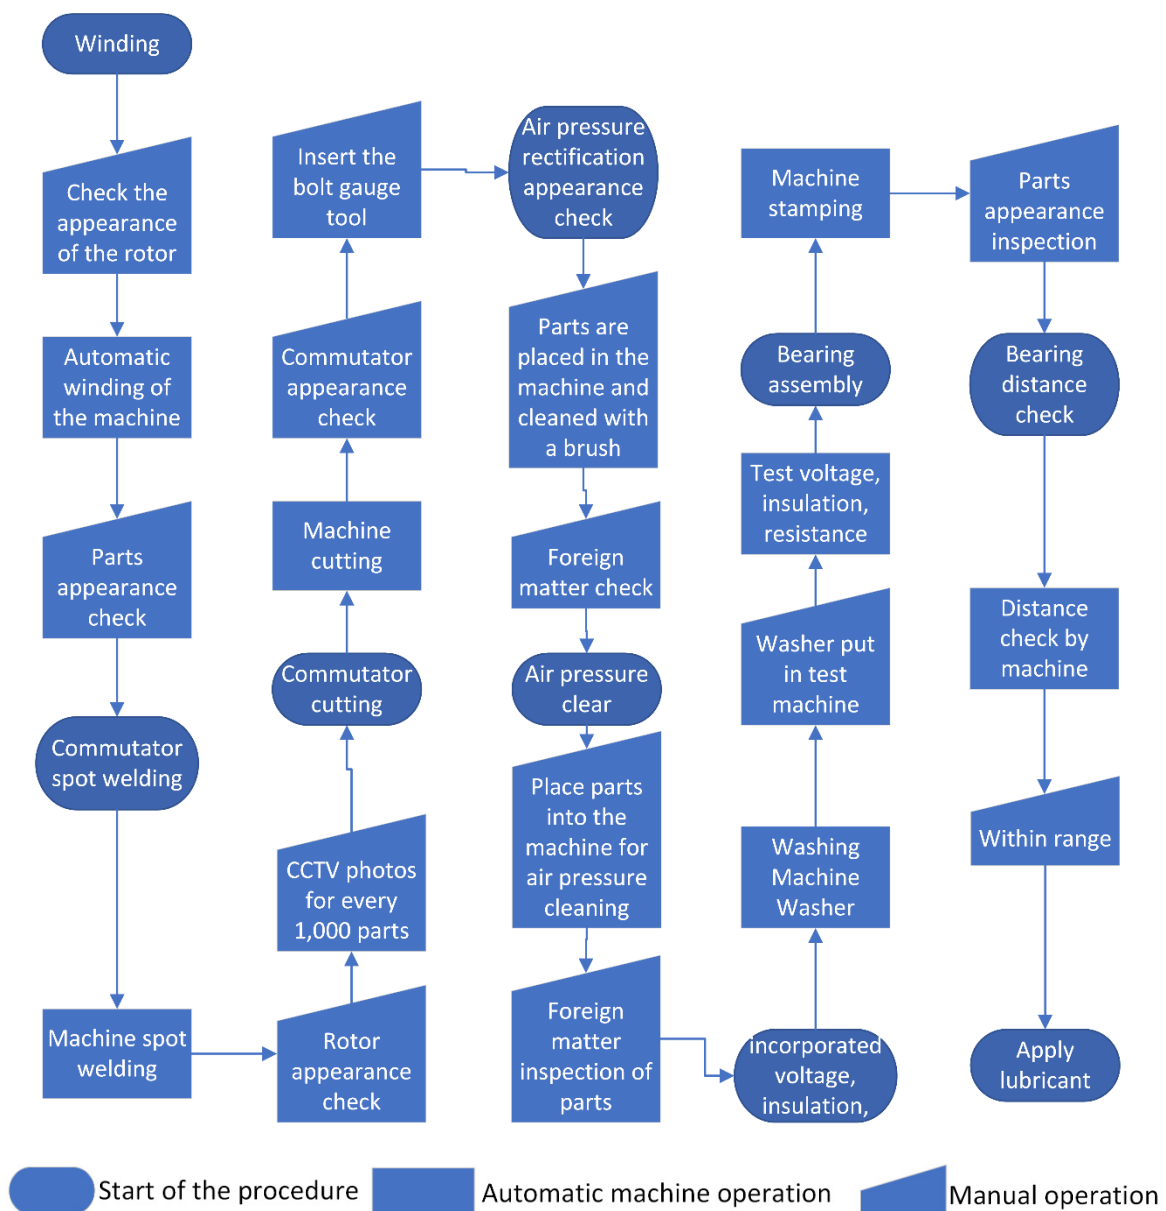 Winding
Check the
appearance
of the rotor
Automatic
winding of
the machine
Parts
appearance
check
Commutator
spot welding
Machine spot
welding
Rotor
appearance
check
CCTV photos
for every
1,000 parts
Commutator
cutting
Machine
cutting
Commutator
appearance
check
Insert the
bolt gauge
tool
Air pressure
rectification
appearance
check
Parts are
placed in the
machine and
cleaned with
a brush
Foreign
matter check
Air pressure
clear
Place parts
into the
machine for
air pressure
cleaning
Foreign
matter
inspection of
parts
incorporated
voltage,
insulation,
Washing
Machine
Washer
Washer put
in test
machine
Test voltage,
insulation,
resistance
Bearing
assembly
Machine
stamping
Parts
appearance
inspection
Bearing
distance
check
Distance
check by
machine
Within range
Apply
lubricant
Start of the procedure
Automatic machine operation
Manual operation